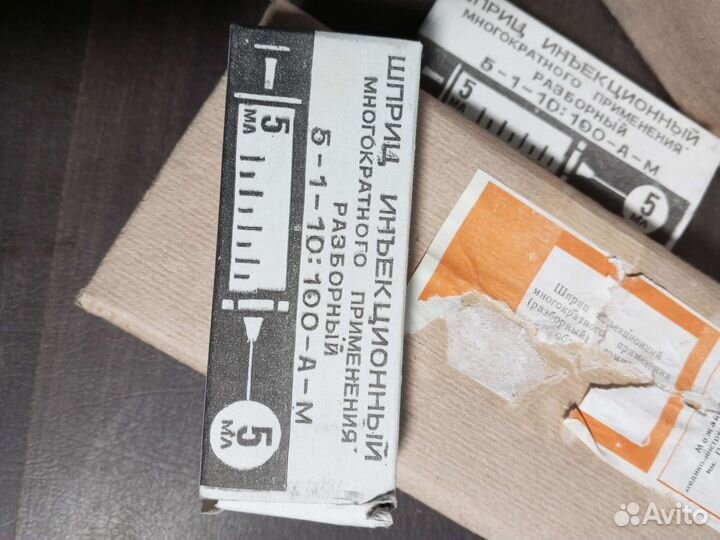 ШПРИЦ ИНЪЕКЦИОННЫЙ
МНОГОКРАТНОГО ПРИМЕНЕНИЯ
РАЗБОРНЫЙ
5-1-10:100-А-М
5
МЛ
5
МЛ
ШПРИЦ ИНЪЕКЦИОННЫЙ
МНОГОКРАТНОГО ПРИМЕНЕНИЯ
РАЗБОРНЫЙ
5-1-10:100-А-М
5
МЛ
5
МЛ
Шприц
многократного применения
(разборный)
Avito